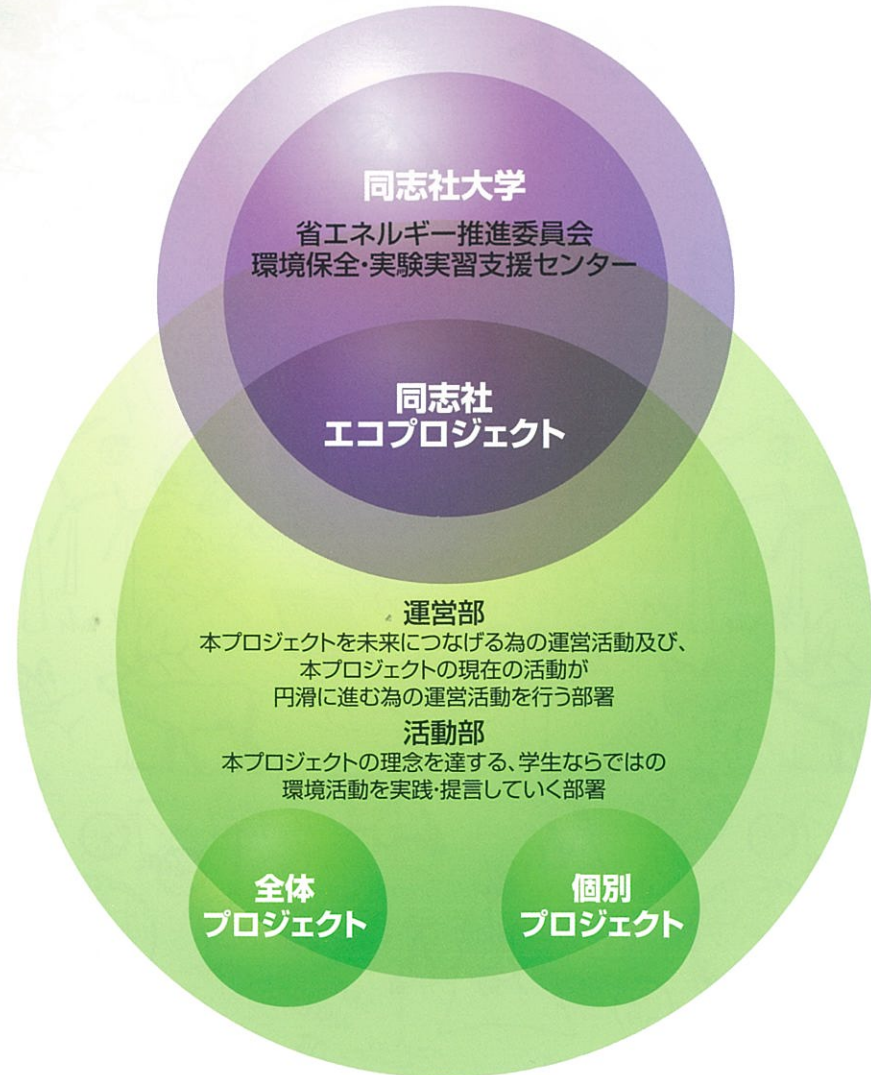 同志社大学
省エネルギー推進委員会
環境保全・実験実習支援センター
同志社
エコプロジェクト
運営部
本プロジェクトを未来につなげる為の運営活動及び、
本プロジェクトの現在の活動が
円滑に進む為の運営活動を行う部署
活動部
本プロジェクトの理念を達する、学生ならではの
環境活動を実践・提言していく部署
全体
プロジェクト
個別
プロジェクト